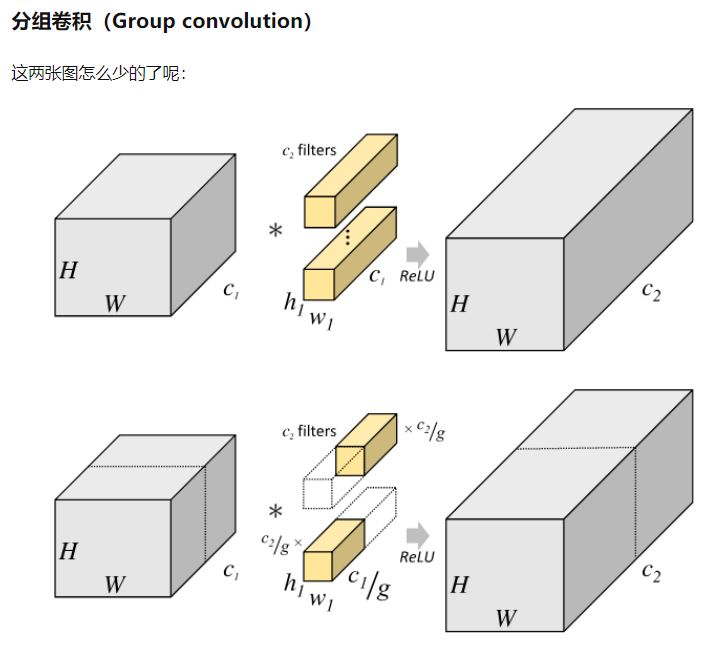 分组卷积（Group convolution）
这两张图怎么少的了呢：
c₂ filters
*
H
W
c₁
h₁ w₁
c₁
ReLU
H
W
c₂
c₂ filters
× c₂/g
*
c₂/g ×
H
W
c₁
h₁ w₁
c₁/g
ReLU
H
W
c₂